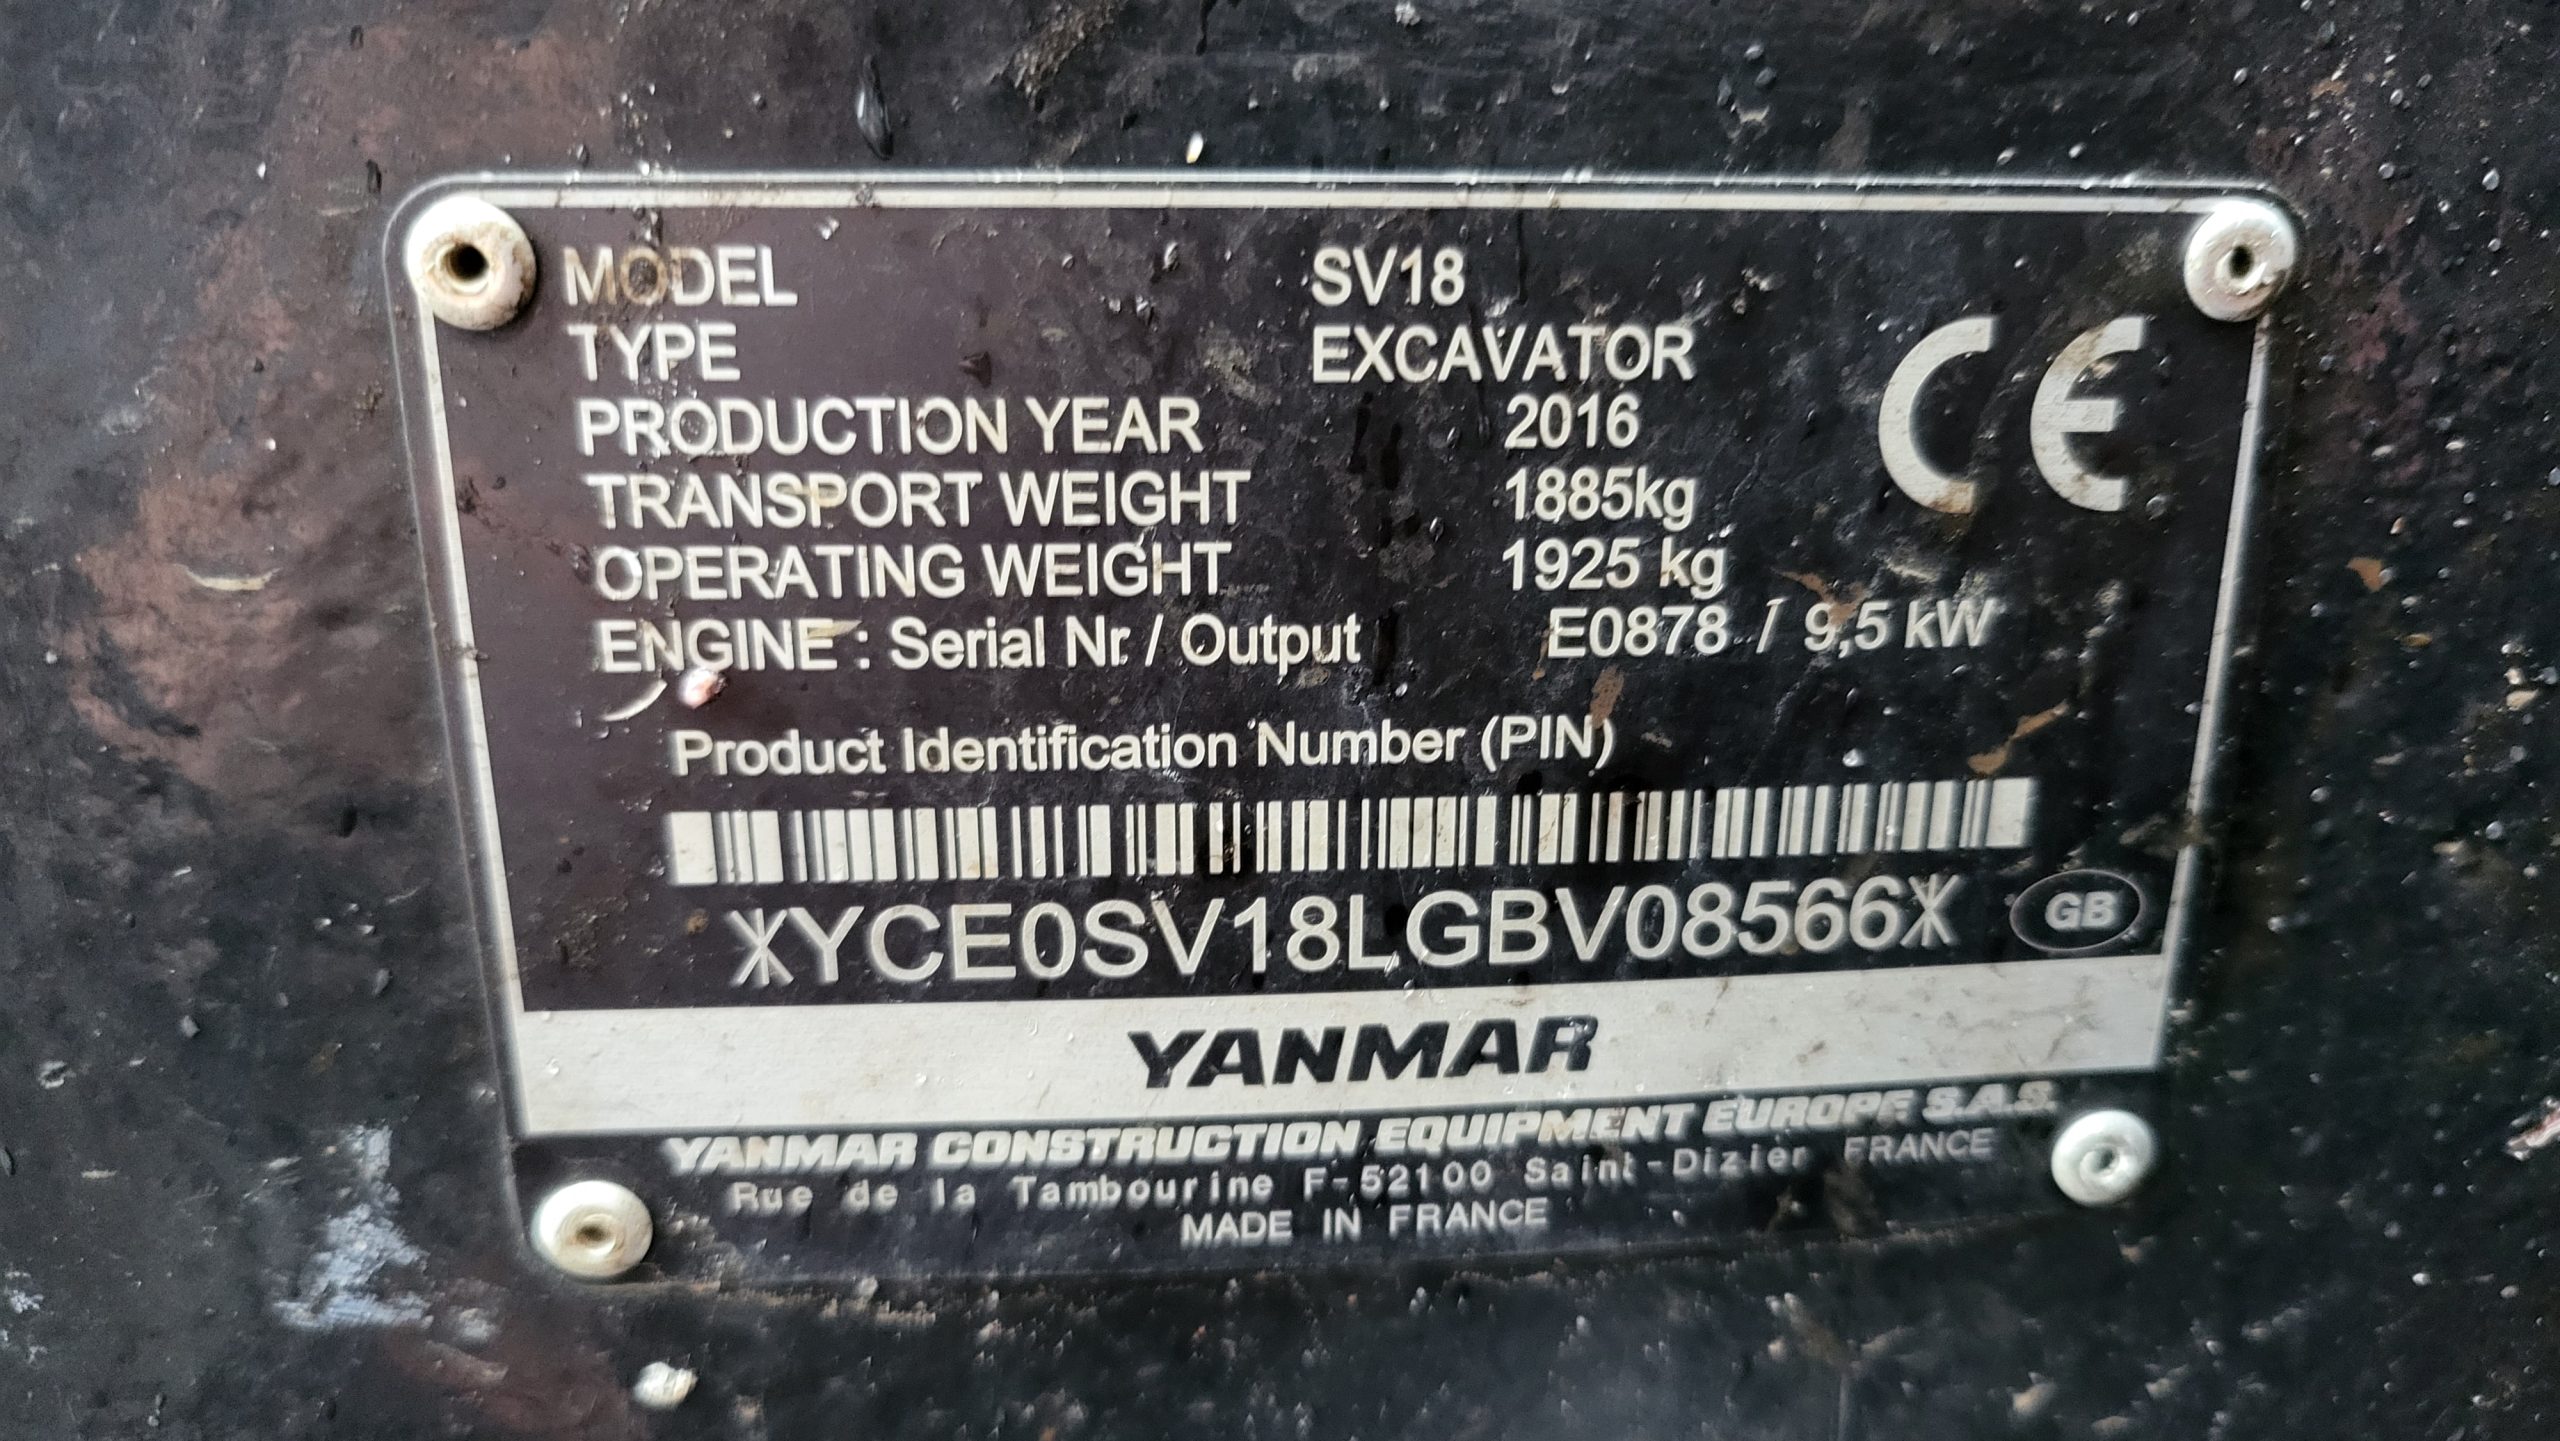 MODEL SV18
TYPE EXCAVATOR
PRODUCTION YEAR 2016
TRANSPORT WEIGHT 1885kg
OPERATING WEIGHT 1925 kg
ENGINE : Serial Nr. / Output E0878 / 9,5 kW
CE
Product Identification Number (PIN)
YCE0SV18LGBV08566
GB
YANMAR
YANMAR CONSTRUCTION EQUIPMENT EUROPE S.A.S.
Rue de la Tambourine F-52100 Saint-Dizier FRANCE
MADE IN FRANCE